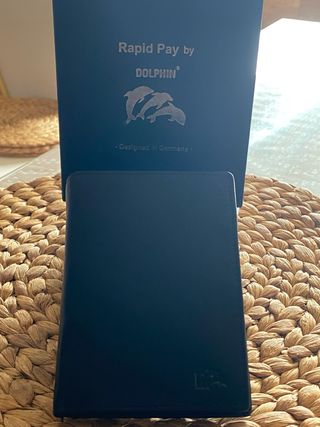 Rapid Pay by
DOLPHIN®
- Designed in Germany -